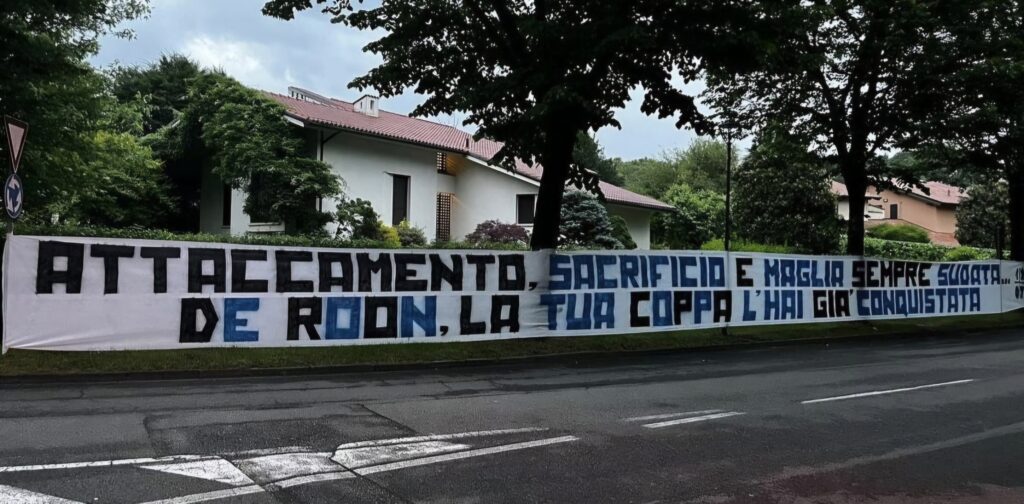 ATTACCAMENTO, SACRIFICIO E MAGLIA SEMPRE SUDATA...
DE ROON, LA TUA COPPA L'HAI GIA' CONQUISTATA